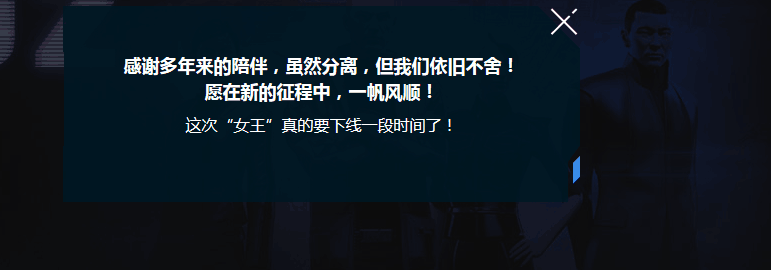 感谢多年来的陪伴，虽然分离，但我们依旧不舍！
愿在新的征程中，一帆风顺！
这次“女王”真的要下线一段时间了！